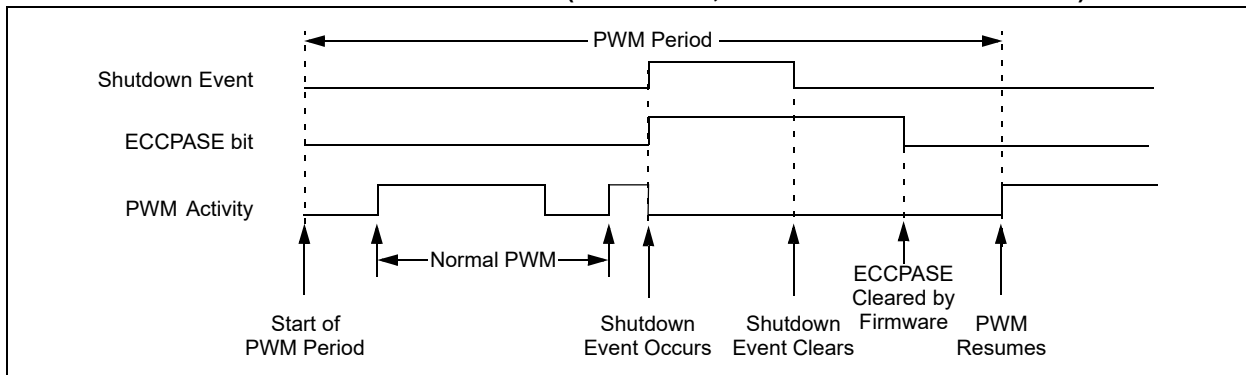 PWM Period
Shutdown Event
ECCPASE bit
PWM Activity
Normal PWM
Start of
PWM Period
Shutdown
Event Occurs
Shutdown
Event Clears
ECCPASE
Cleared by
Firmware
PWM
Resumes